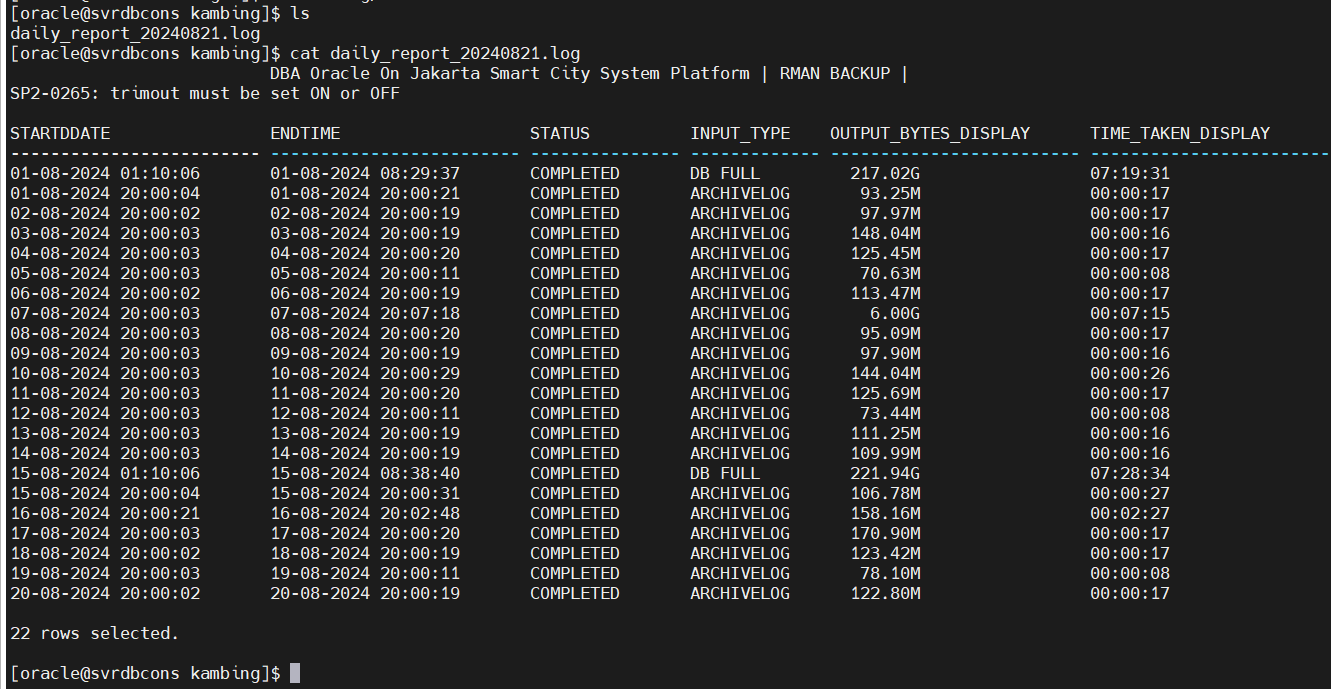 [oracle@svrdbcons kambing]$ ls
daily_report_20240821.log
[oracle@svrdbcons kambing]$ cat daily_report_20240821.log
DBA Oracle On Jakarta Smart City System Platform | RMAN BACKUP |
SP2-0265: trimout must be set ON or OFF
STARTDDATE ENDTIME STATUS INPUT_TYPE OUTPUT_BYTES_DISPLAY TIME_TAKEN_DISPLAY
------------------------- ------------------------- --------------- ------------- ------------------------- ------------------------
01-08-2024 01:10:06 01-08-2024 08:29:37 COMPLETED DB FULL 217.02G 07:19:31
01-08-2024 20:00:04 01-08-2024 20:00:21 COMPLETED ARCHIVELOG 93.25M 00:00:17
02-08-2024 20:00:02 02-08-2024 20:00:19 COMPLETED ARCHIVELOG 97.97M 00:00:17
03-08-2024 20:00:03 03-08-2024 20:00:19 COMPLETED ARCHIVELOG 148.04M 00:00:16
04-08-2024 20:00:03 04-08-2024 20:00:20 COMPLETED ARCHIVELOG 125.45M 00:00:17
05-08-2024 20:00:03 05-08-2024 20:00:11 COMPLETED ARCHIVELOG 70.63M 00:00:08
06-08-2024 20:00:02 06-08-2024 20:00:19 COMPLETED ARCHIVELOG 113.47M 00:00:17
07-08-2024 20:00:03 07-08-2024 20:07:18 COMPLETED ARCHIVELOG 6.00G 00:07:15
08-08-2024 20:00:03 08-08-2024 20:00:20 COMPLETED ARCHIVELOG 95.09M 00:00:17
09-08-2024 20:00:03 09-08-2024 20:00:19 COMPLETED ARCHIVELOG 97.90M 00:00:16
10-08-2024 20:00:03 10-08-2024 20:00:29 COMPLETED ARCHIVELOG 144.04M 00:00:26
11-08-2024 20:00:03 11-08-2024 20:00:20 COMPLETED ARCHIVELOG 125.69M 00:00:17
12-08-2024 20:00:03 12-08-2024 20:00:11 COMPLETED ARCHIVELOG 73.44M 00:00:08
13-08-2024 20:00:03 13-08-2024 20:00:19 COMPLETED ARCHIVELOG 111.25M 00:00:16
14-08-2024 20:00:03 14-08-2024 20:00:19 COMPLETED ARCHIVELOG 109.99M 00:00:16
15-08-2024 01:10:06 15-08-2024 08:38:40 COMPLETED DB FULL 221.94G 07:28:34
15-08-2024 20:00:04 15-08-2024 20:00:31 COMPLETED ARCHIVELOG 106.78M 00:00:27
16-08-2024 20:00:21 16-08-2024 20:02:48 COMPLETED ARCHIVELOG 158.16M 00:02:27
17-08-2024 20:00:03 17-08-2024 20:00:20 COMPLETED ARCHIVELOG 170.90M 00:00:17
18-08-2024 20:00:02 18-08-2024 20:00:19 COMPLETED ARCHIVELOG 123.42M 00:00:17
19-08-2024 20:00:03 19-08-2024 20:00:11 COMPLETED ARCHIVELOG 78.10M 00:00:08
20-08-2024 20:00:02 20-08-2024 20:00:19 COMPLETED ARCHIVELOG 122.80M 00:00:17
22 rows selected.
[oracle@svrdbcons kambing]$